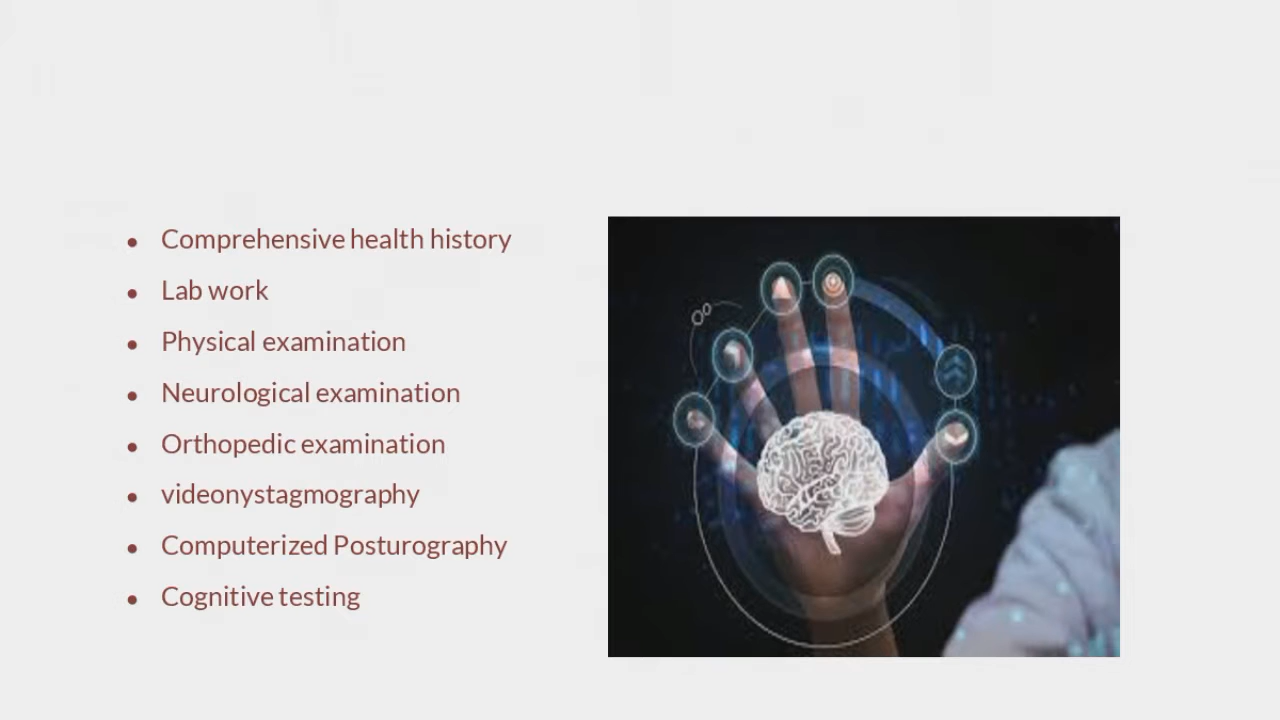 Comprehensive health history
Lab work
Physical examination
Neurological examination
Orthopedic examination
videonystagmography
Computerized Posturography
Cognitive testing